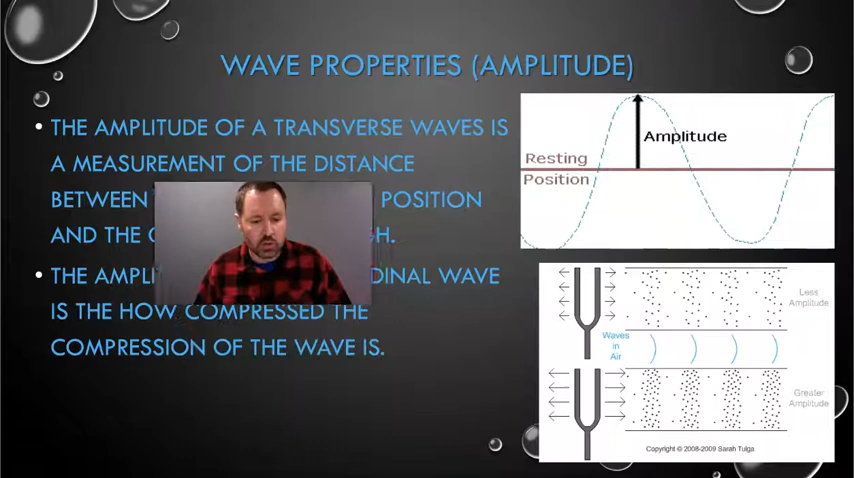 WAVE PROPERTIES (AMPLITUDE)
• THE AMPLITUDE OF A TRANSVERSE WAVES IS
A MEASUREMENT OF THE DISTANCE
BETWEEN POSITION
AND THE
• THE DINAL WAVE
IS THE HOW COMPRESSED THE
COMPRESSION OF THE WAVE IS.
Amplitude
Resting
Position
Less
Amplitude
Waves
in
Air
Greater
Amplitude
Copyright © 2008-2009 Sarah Tulga